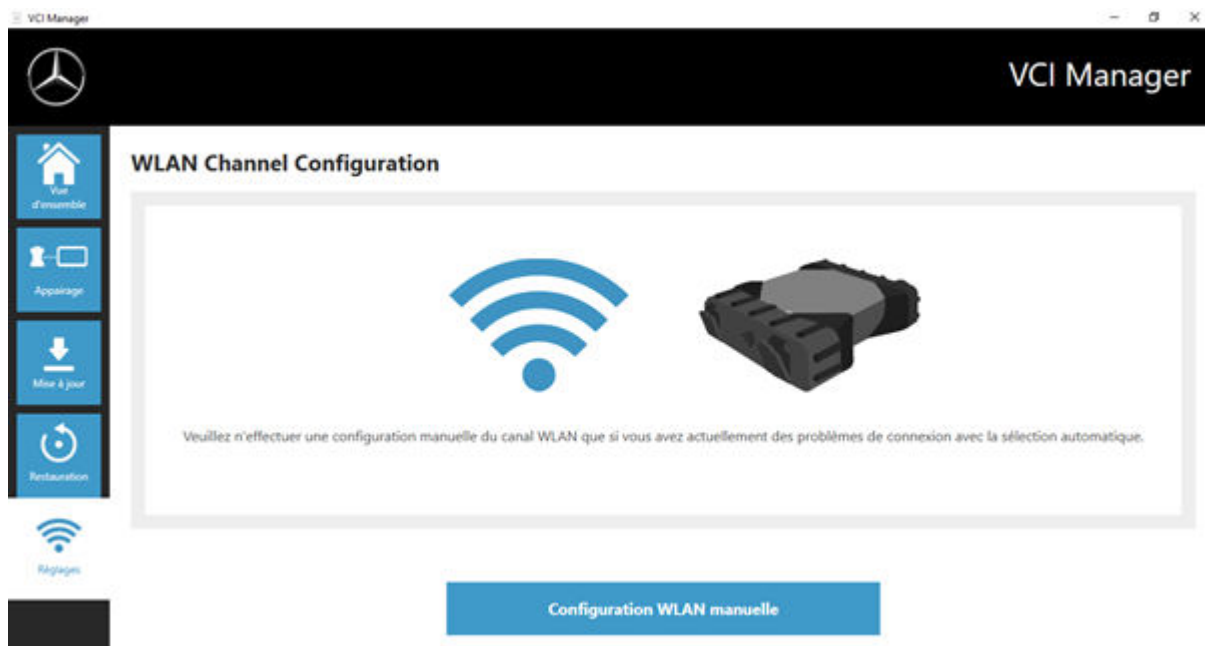 VCI Manager
VCI Manager
WLAN Channel Configuration
Vue
d'ensemble
Appairage
Mise à jour
Restauration
Réglages
Veuillez n'effectuer une configuration manuelle du canal WLAN que si vous avez actuellement des problèmes de connexion avec la sélection automatique.
Configuration WLAN manuelle